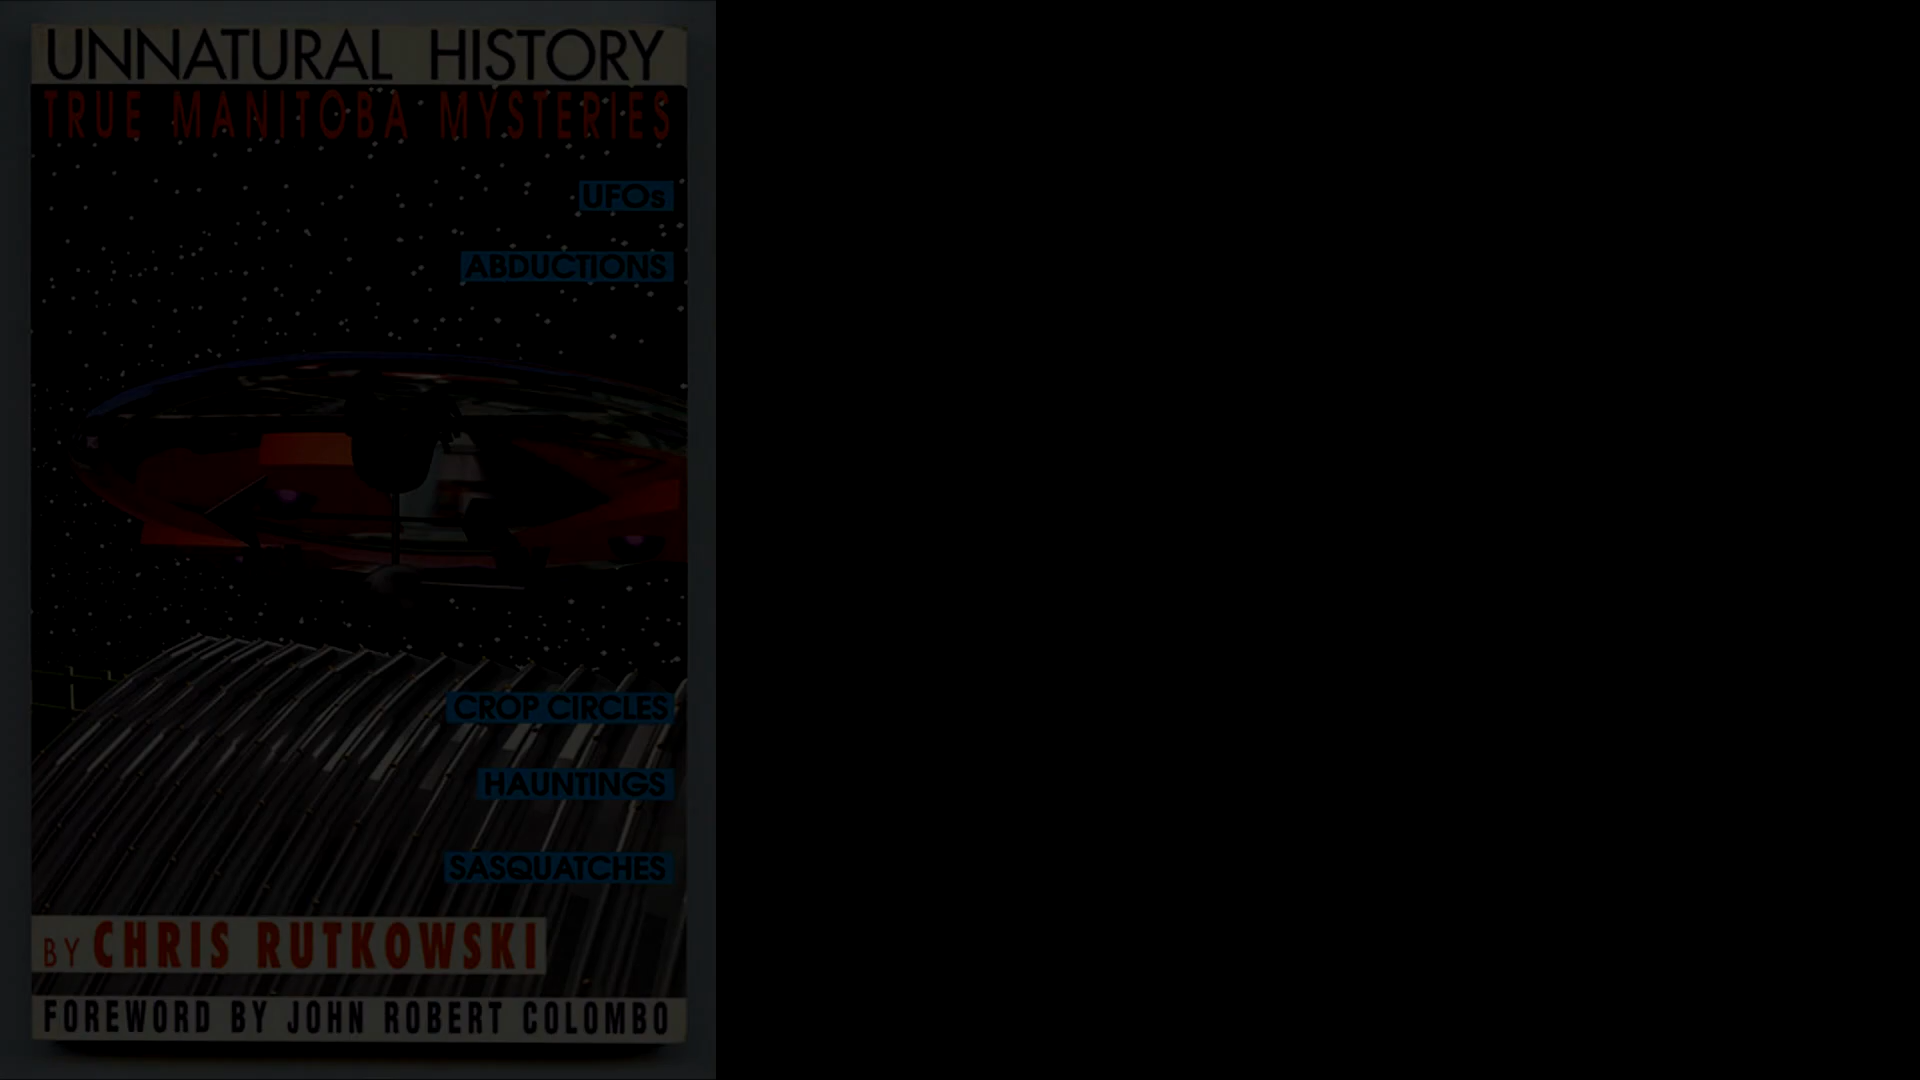 UNNATURAL HISTORY
TRUE MANITOBA MYSTERIES
UFOs
ABDUCTIONS
CROP CIRCLES
HAUNTINGS
SASQUATCHES
BY CHRIS RUTKOWSKI
FOREWORD BY JOHN ROBERT COLOMBO